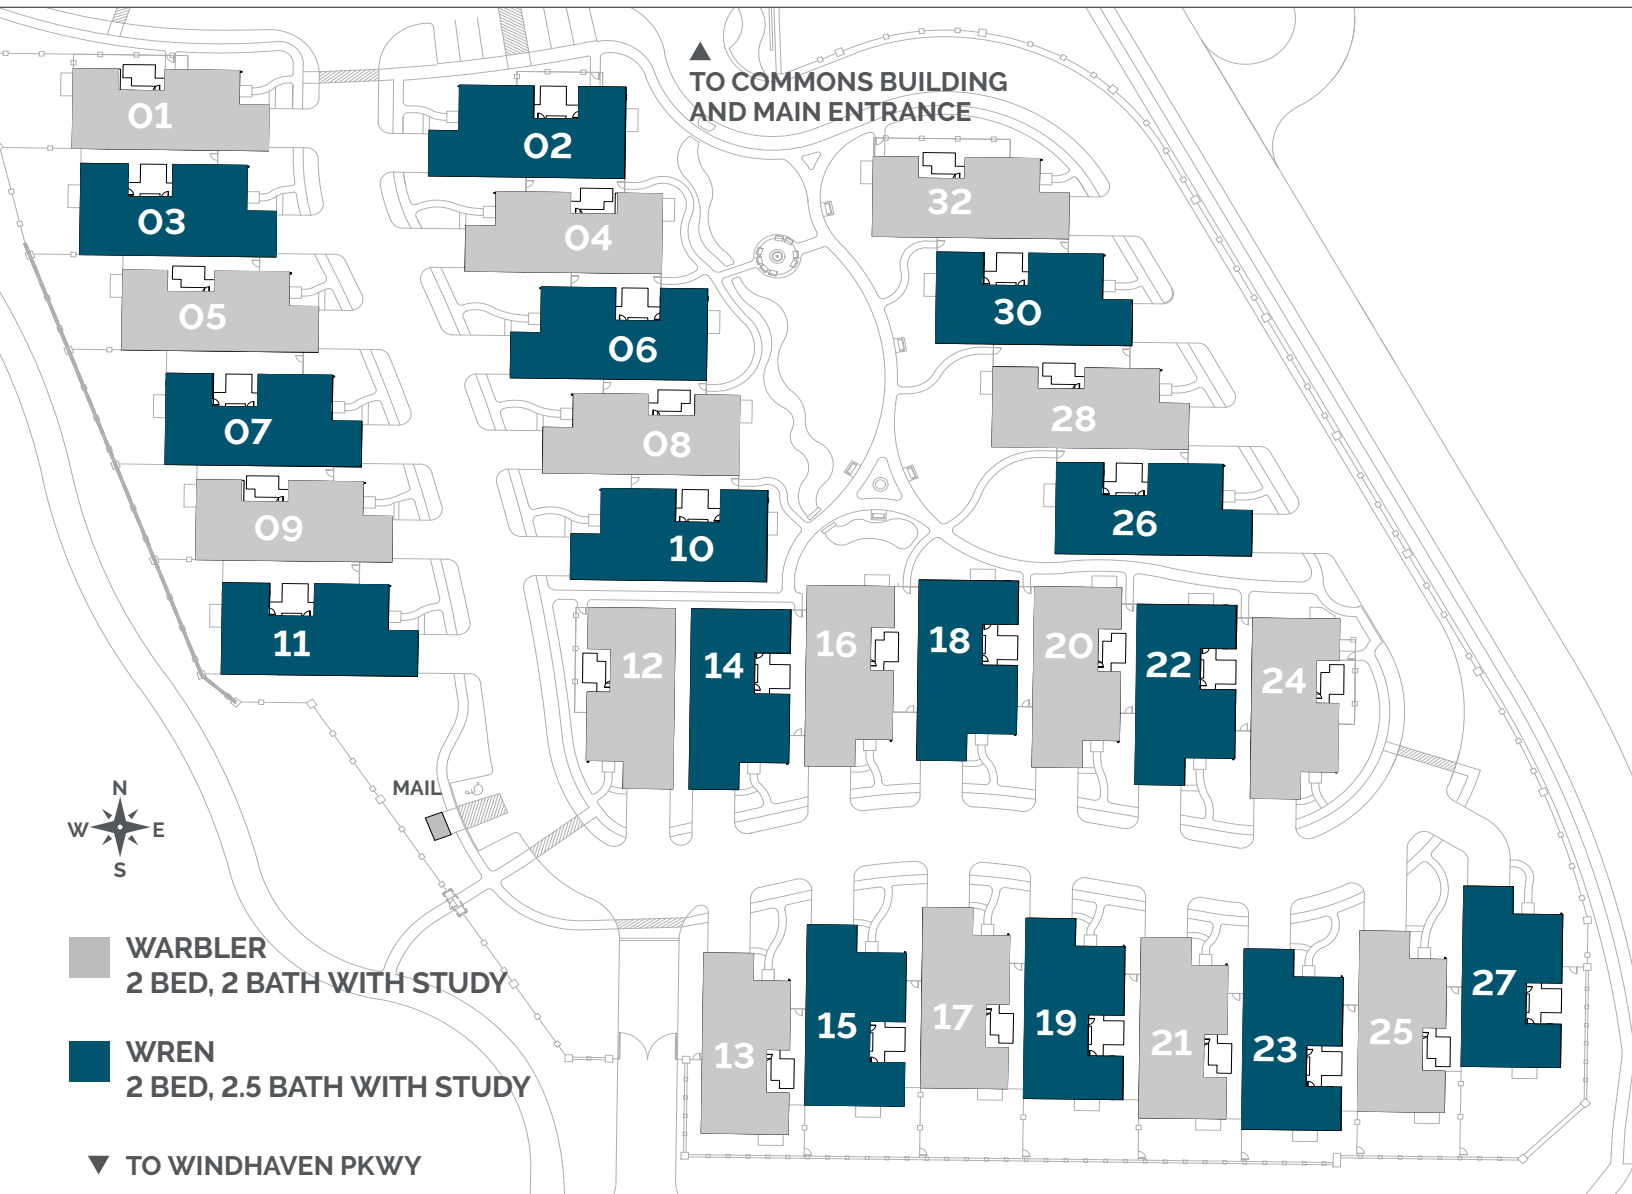 TO COMMONS BUILDING
AND MAIN ENTRANCE
01
02
03
04
05
06
07
08
09
10
11
32
30
28
26
12
14
16
18
20
22
24
13
15
17
19
21
23
25
27
MAIL
N
W E
S
WARBLER
2 BED, 2 BATH WITH STUDY
WREN
2 BED, 2.5 BATH WITH STUDY
TO WINDHAVEN PKWY